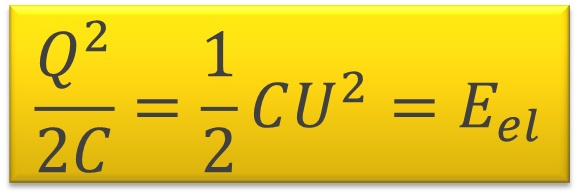 Q²/2C = 1/2 CU² = E_el